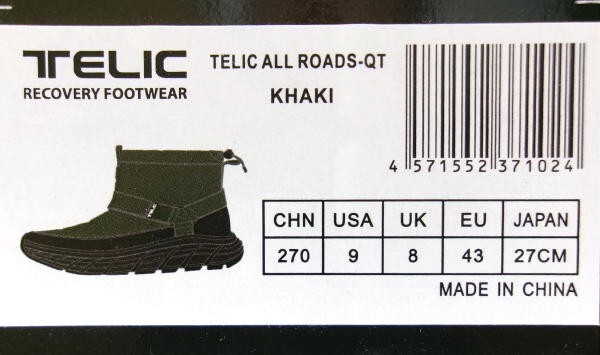 TELIC
RECOVERY FOOTWEAR
TELIC ALL ROADS-QT
KHAKI
4 571552 371024
CHN USA UK EU JAPAN
270 9 8 43 27CM
MADE IN CHINA